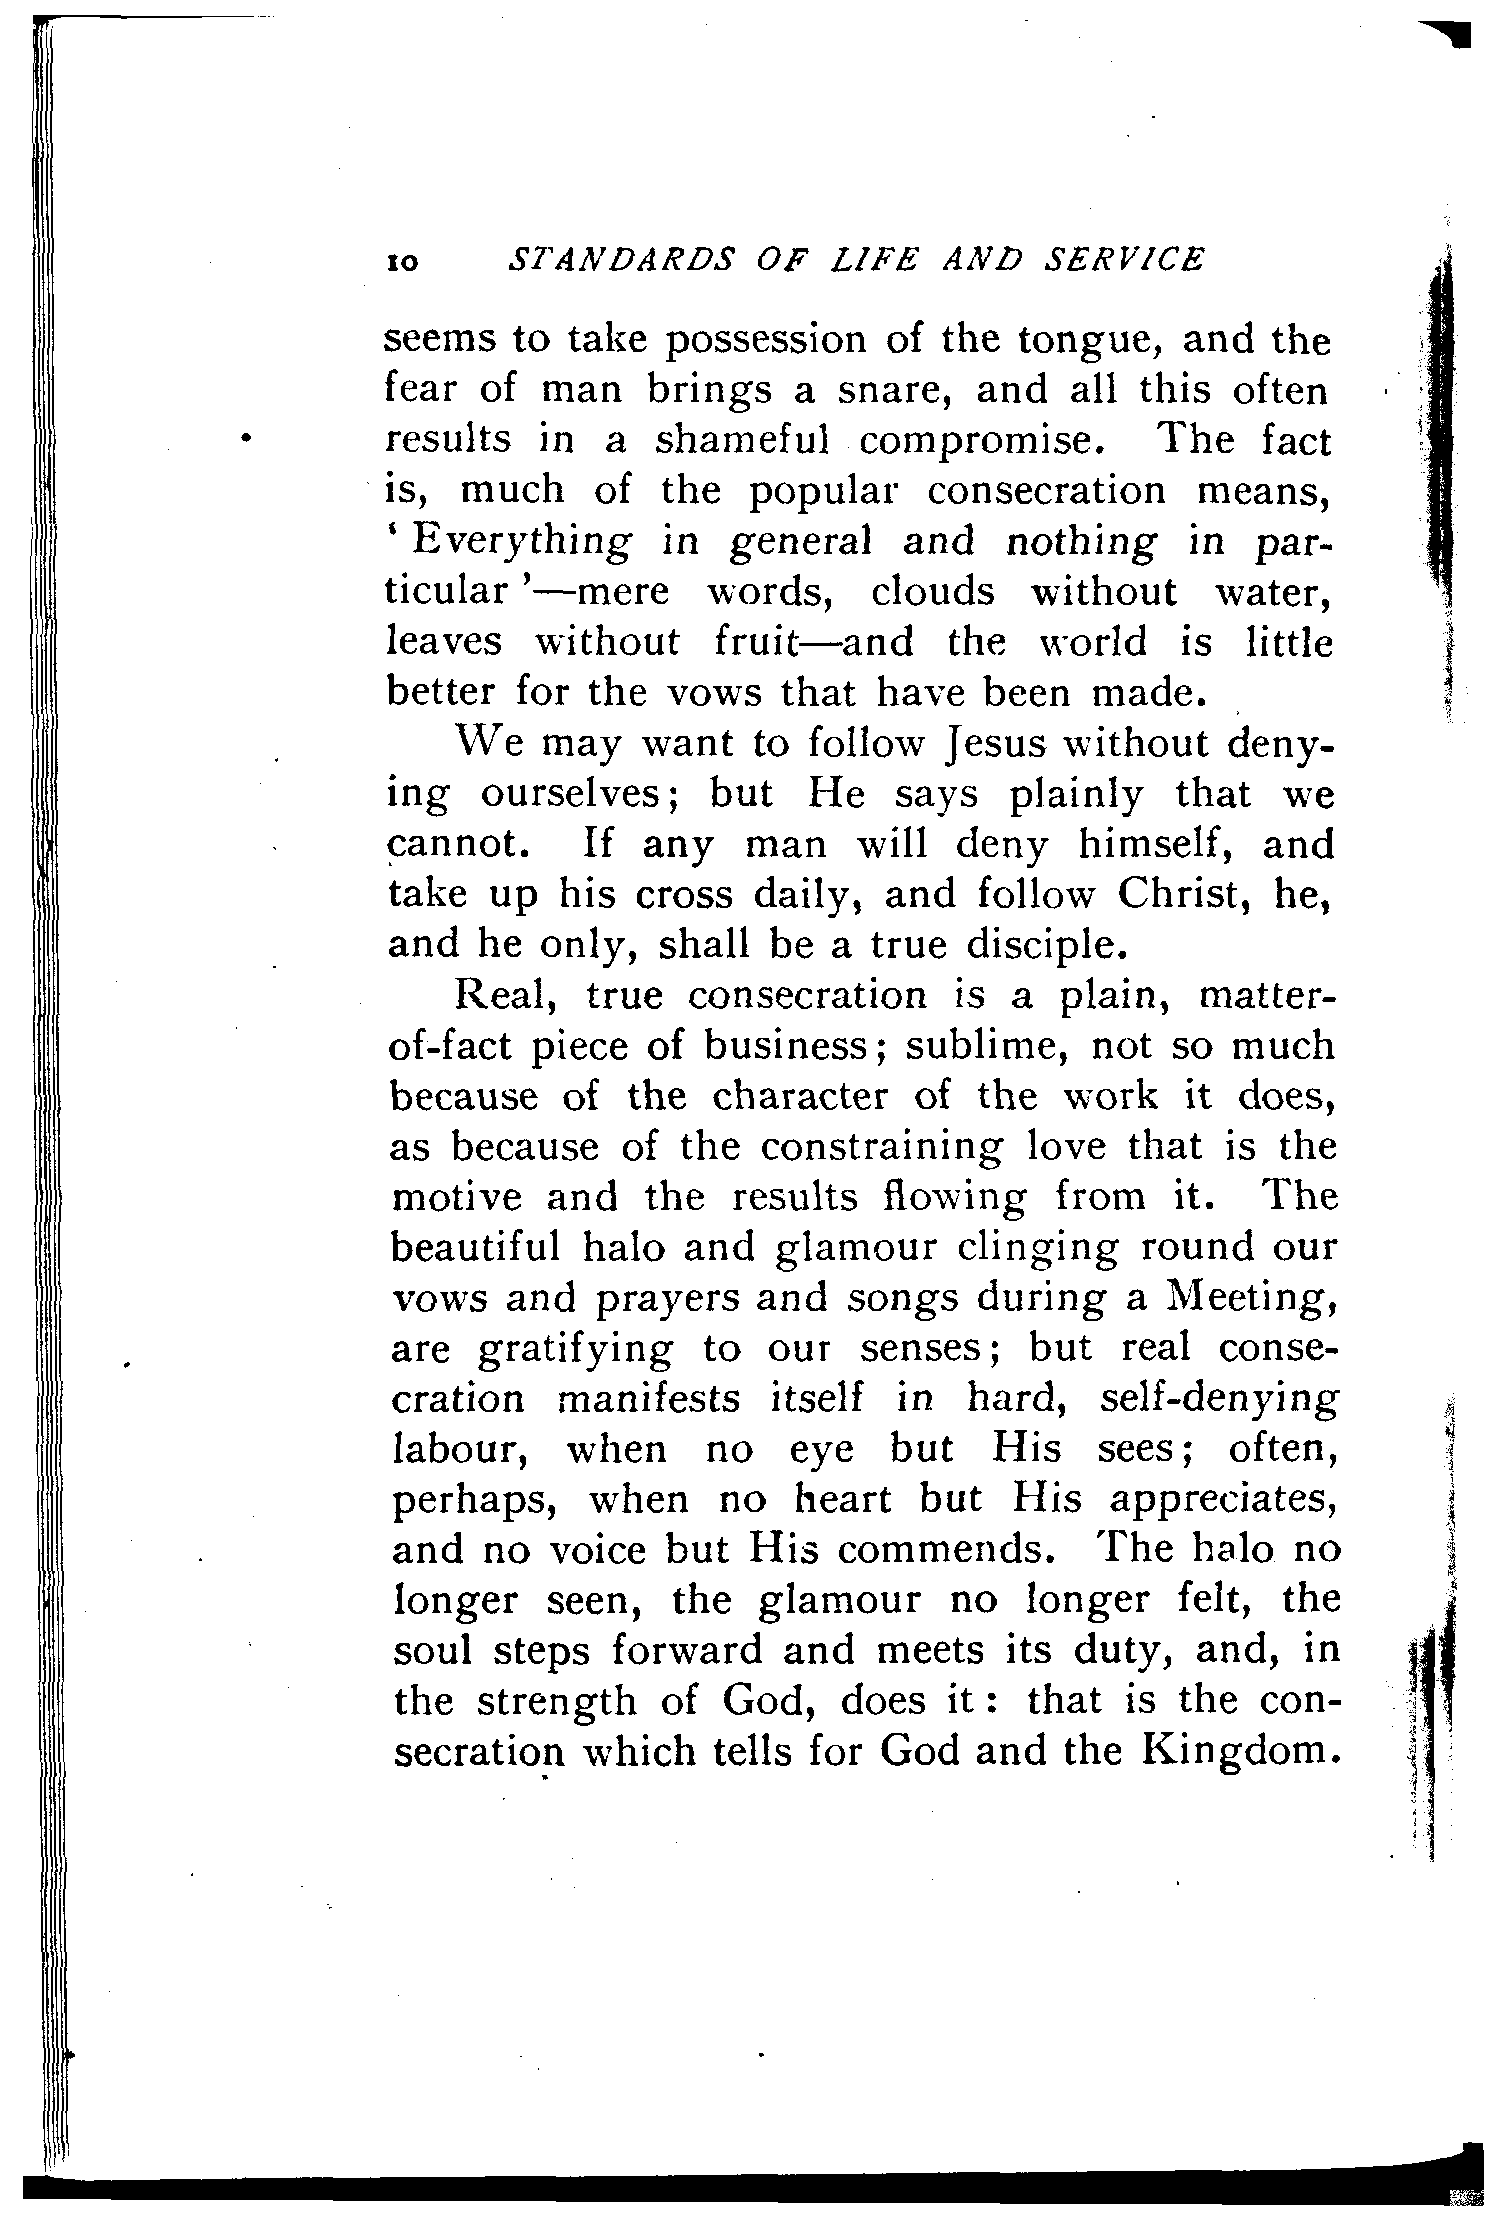 10 STANDARDS OF LIFE AND SERVICE
seems to take possession of the tongue, and the
fear of man brings a snare, and all this often
results in a shameful compromise. The fact
is, much of the popular consecration means,
‘ Everything in general and nothing in par-
ticular ’—mere words, clouds without water,
leaves without fruit—and the world is little
better for the vows that have been made.
We may want to follow Jesus without deny-
ing ourselves; but He says plainly that we
cannot. If any man will deny himself, and
take up his cross daily, and follow Christ, he,
and he only, shall be a true disciple.
Real, true consecration is a plain, matter-
of-fact piece of business; sublime, not so much
because of the character of the work it does,
as because of the constraining love that is the
motive and the results flowing from it. The
beautiful halo and glamour clinging round our
vows and prayers and songs during a Meeting,
are gratifying to our senses; but real conse-
cration manifests itself in hard, self-denying
labour, when no eye but His sees; often,
perhaps, when no heart but His appreciates,
and no voice but His commends. The halo no
longer seen, the glamour no longer felt, the
soul steps forward and meets its duty, and, in
the strength of God, does it : that is the con-
secration which tells for God and the Kingdom.